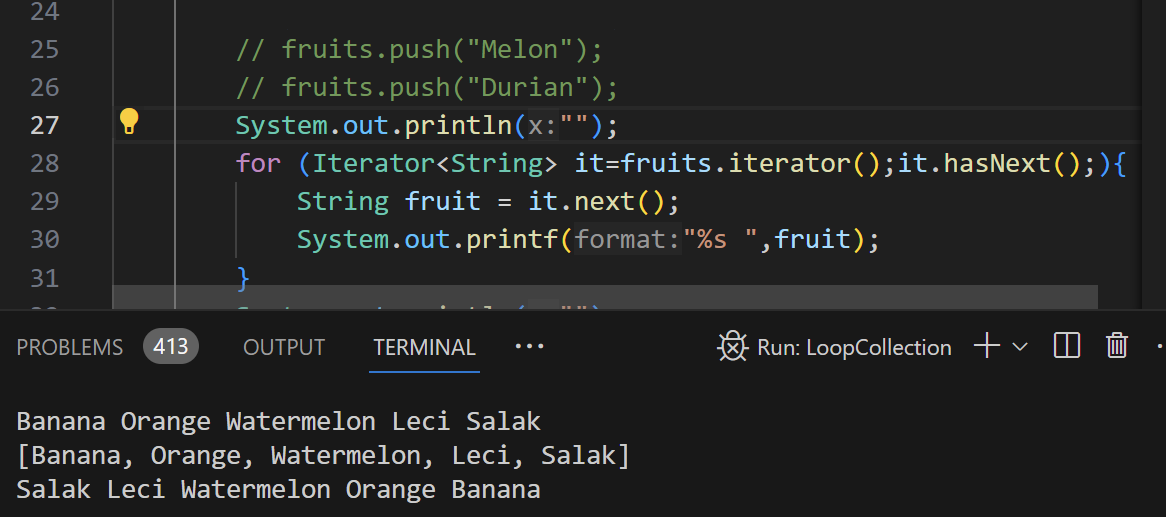 24
25 // fruits.push("Melon");
26 // fruits.push("Durian");
27 System.out.println(x:"");
28 for (Iterator<String> it=fruits.iterator();it.hasNext();){
29 String fruit = it.next();
30 System.out.printf(format:"%s ",fruit);
31 }
PROBLEMS 413 OUTPUT TERMINAL ··· Run: LoopCollection
Banana Orange Watermelon Leci Salak
[Banana, Orange, Watermelon, Leci, Salak]
Salak Leci Watermelon Orange Banana